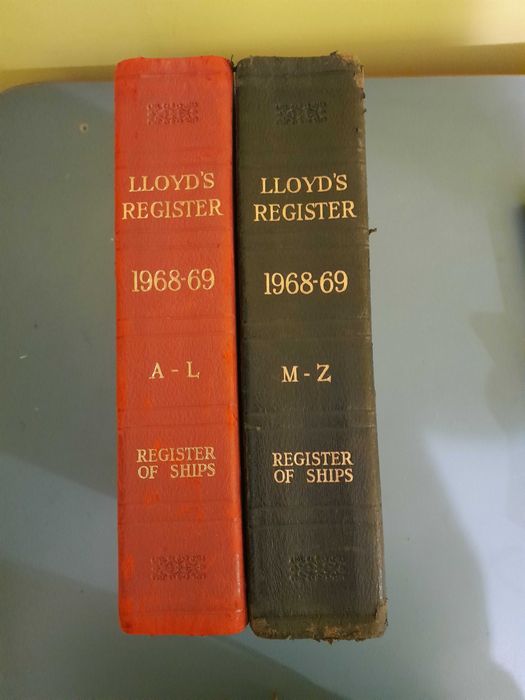 LLOYD'S
REGISTER
1968-69
A - L
REGISTER
OF SHIPS
LLOYD'S
REGISTER
1968-69
M - Z
REGISTER
OF SHIPS